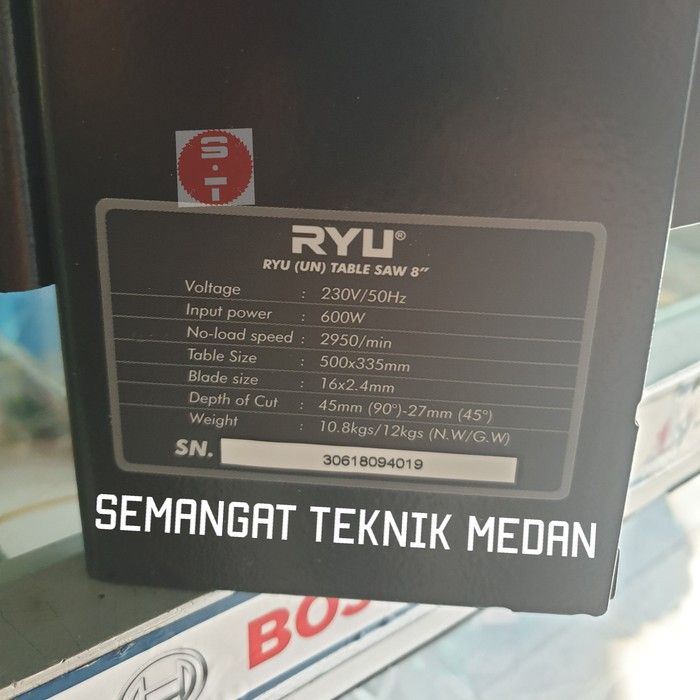 S.T
RYU®
RYU (UN) TABLE SAW 8"
Voltage : 230V/50Hz
Input power : 600W
No-load speed : 2950/min
Table Size : 500x335mm
Blade size : 16x2.4mm
Depth of Cut : 45mm (90°)-27mm (45°)
Weight : 10.8kgs/12kgs (N.W/G.W)
SN. 30618094019
SEMANGAT TEKNIK MEDAN